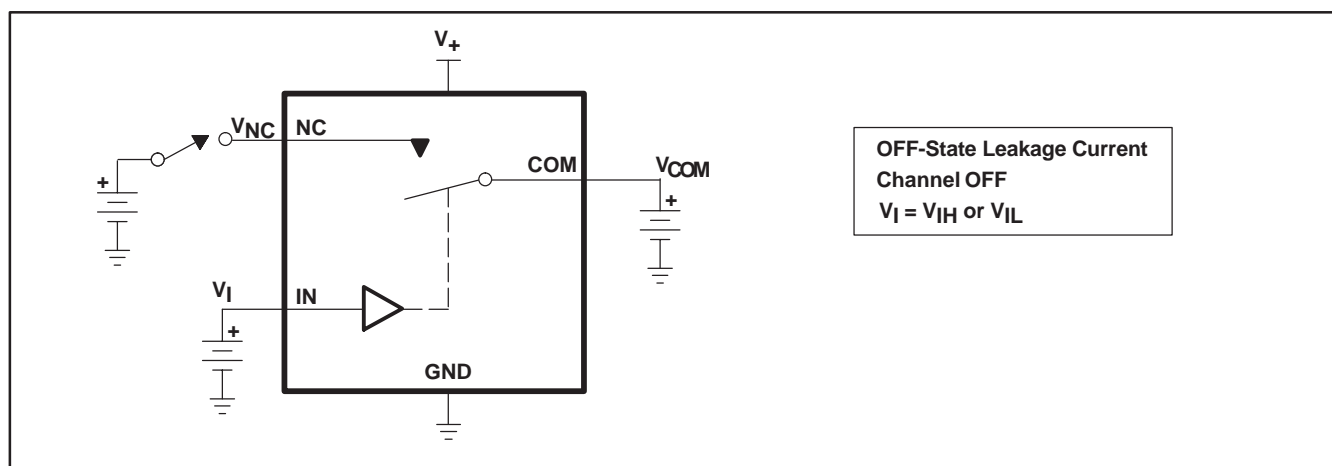 V+
VNC NC
COM VCOM
+
+
VI IN
+
GND
OFF-State Leakage Current
Channel OFF
VI = VIH or VIL